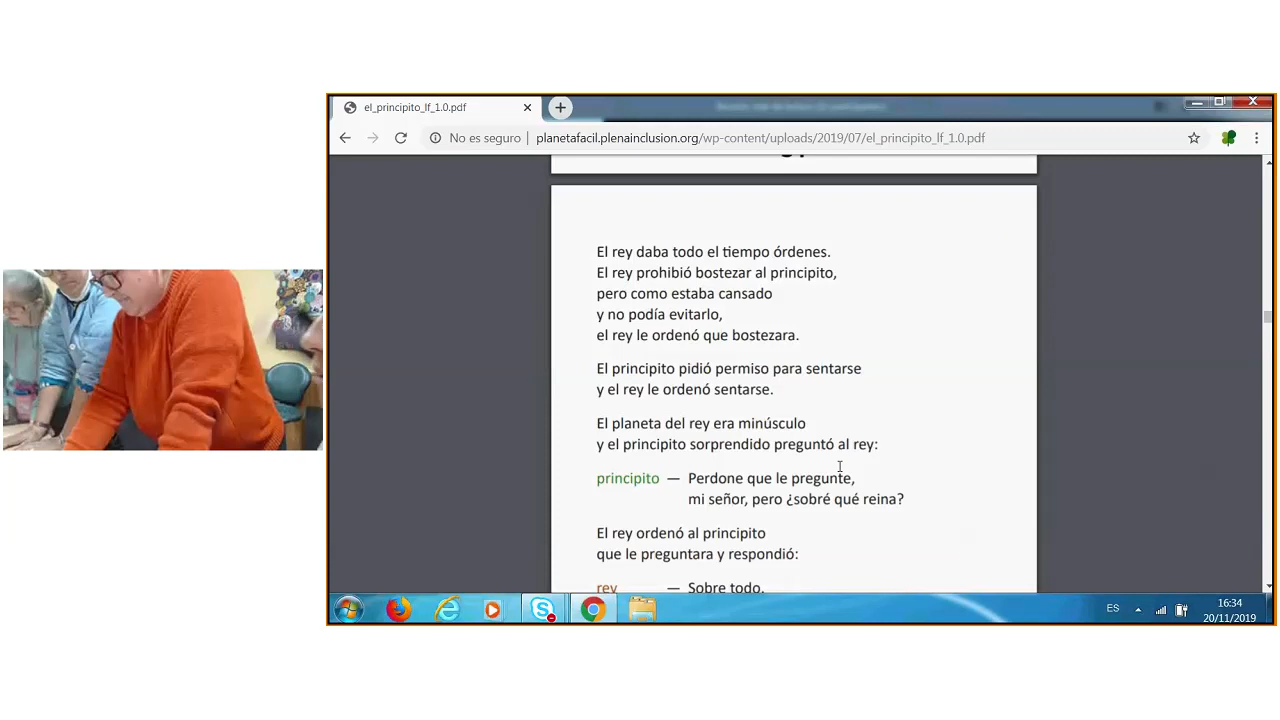 el_principito_lf_1.0.pdf
No es seguro | planetafacil.plenainclusion.org/wp-content/uploads/2019/07/el_principito_lf_1.0.pdf
El rey daba todo el tiempo órdenes.
El rey prohibió bostezar al principito,
pero como estaba cansado
y no podía evitarlo,
el rey le ordenó que bostezara.
El principito pidió permiso para sentarse
y el rey le ordenó sentarse.
El planeta del rey era minúsculo
y el principito sorprendido preguntó al rey:
principito — Perdone que le pregunte,
mi señor, pero ¿sobré qué reina?
El rey ordenó al principito
que le preguntara y respondió:
rey — Sobre todo.
ES
16:34
20/11/2019